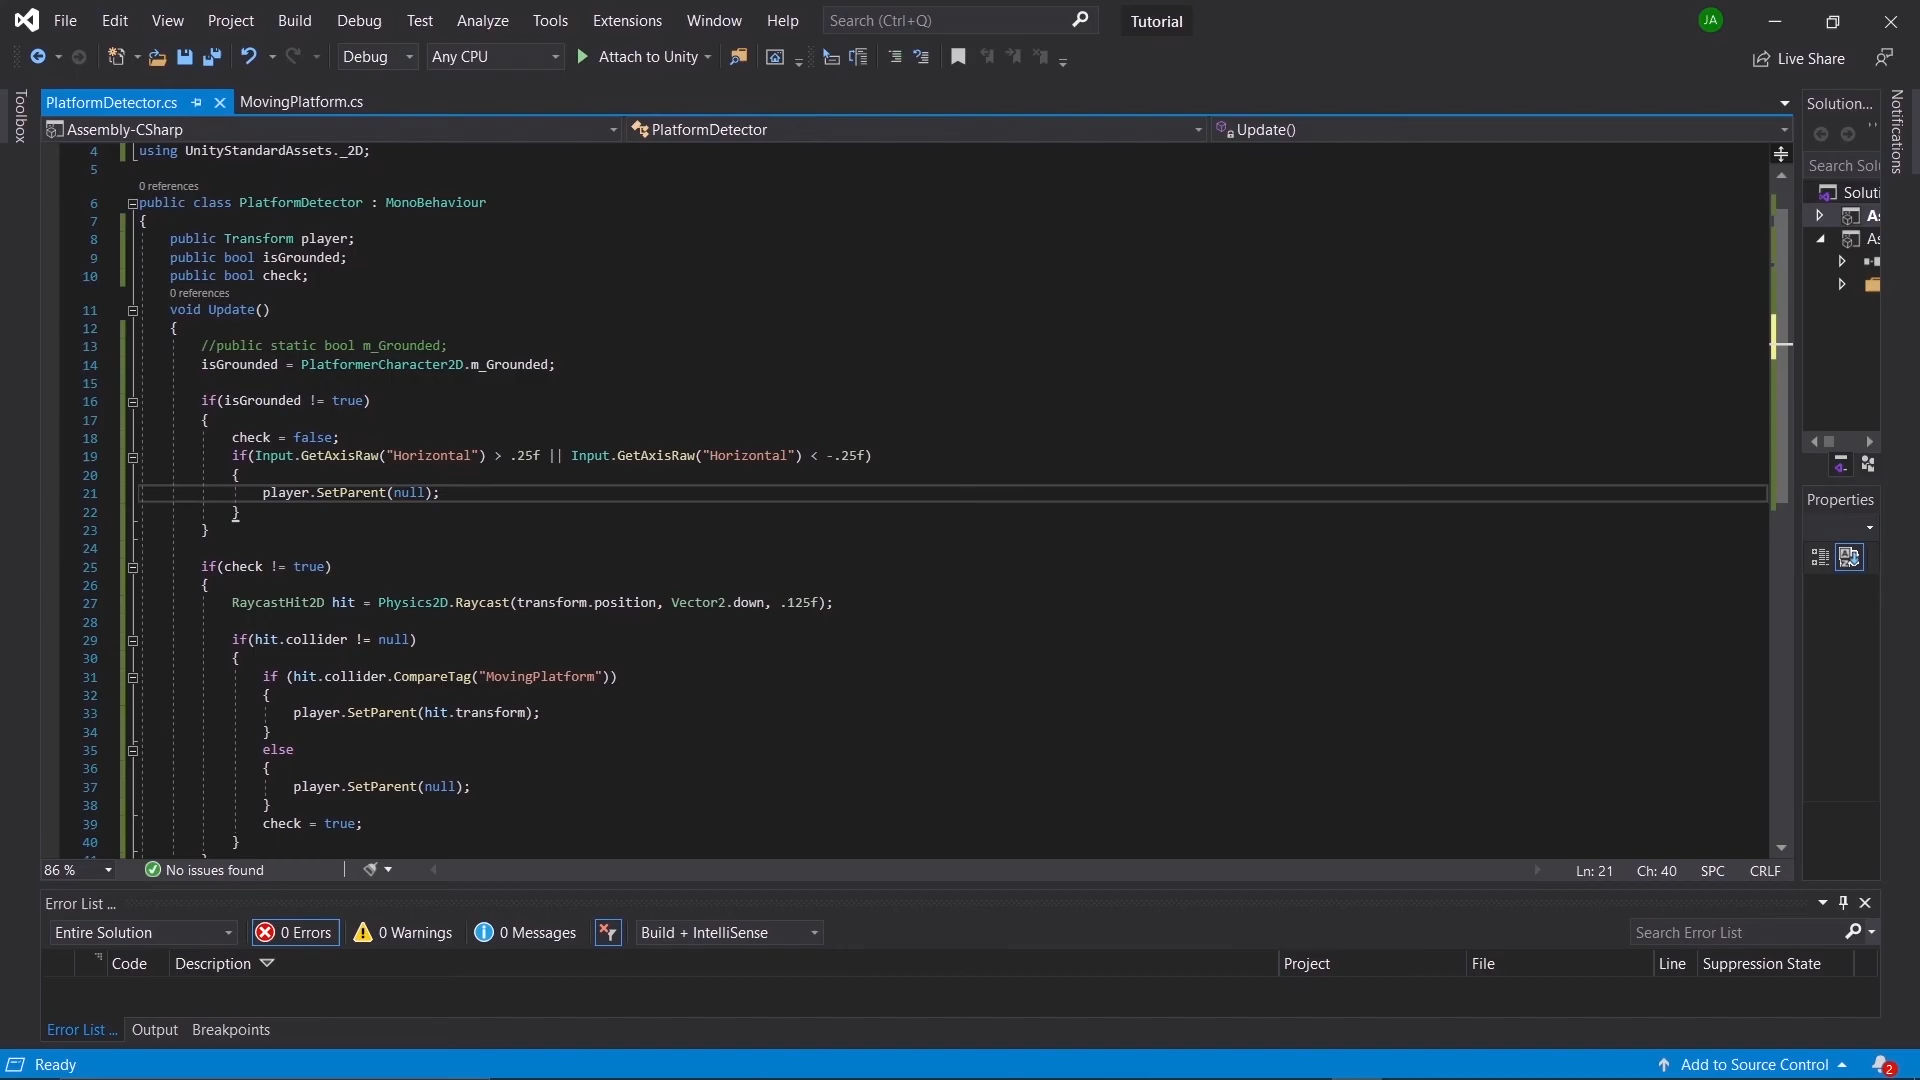 File Edit View Project Build Debug Test Analyze Tools Extensions Window Help Search (Ctrl+Q) Tutorial JA
Debug Any CPU Attach to Unity Live Share
Toolbox
PlatformDetector.cs MovingPlatform.cs
Assembly-CSharp PlatformDetector Update()
4 using UnityStandardAssets._2D;
5
0 references
6 public class PlatformDetector : MonoBehaviour
7 {
8 public Transform player;
9 public bool isGrounded;
10 public bool check;
0 references
11 void Update()
12 {
13 //public static bool m_Grounded;
14 isGrounded = PlatformerCharacter2D.m_Grounded;
15
16 if(isGrounded != true)
17 {
18 check = false;
19 if(Input.GetAxisRaw("Horizontal") > .25f || Input.GetAxisRaw("Horizontal") < -.25f)
20 {
21 player.SetParent(null);
22 }
23 }
24
25 if(check != true)
26 {
27 RaycastHit2D hit = Physics2D.Raycast(transform.position, Vector2.down, .125f);
28
29 if(hit.collider != null)
30 {
31 if (hit.collider.CompareTag("MovingPlatform"))
32 {
33 player.SetParent(hit.transform);
34 }
35 else
36 {
37 player.SetParent(null);
38 }
39 check = true;
40 }
86 % No issues found Ln: 21 Ch: 40 SPC CRLF
Solution...
Search Sol
Soluti
As
As
Properties
Notifications
Error List ...
Entire Solution 0 Errors 0 Warnings 0 Messages Build + IntelliSense Search Error List
Code Description Project File Line Suppression State
Error List ... Output Breakpoints
Ready Add to Source Control 2